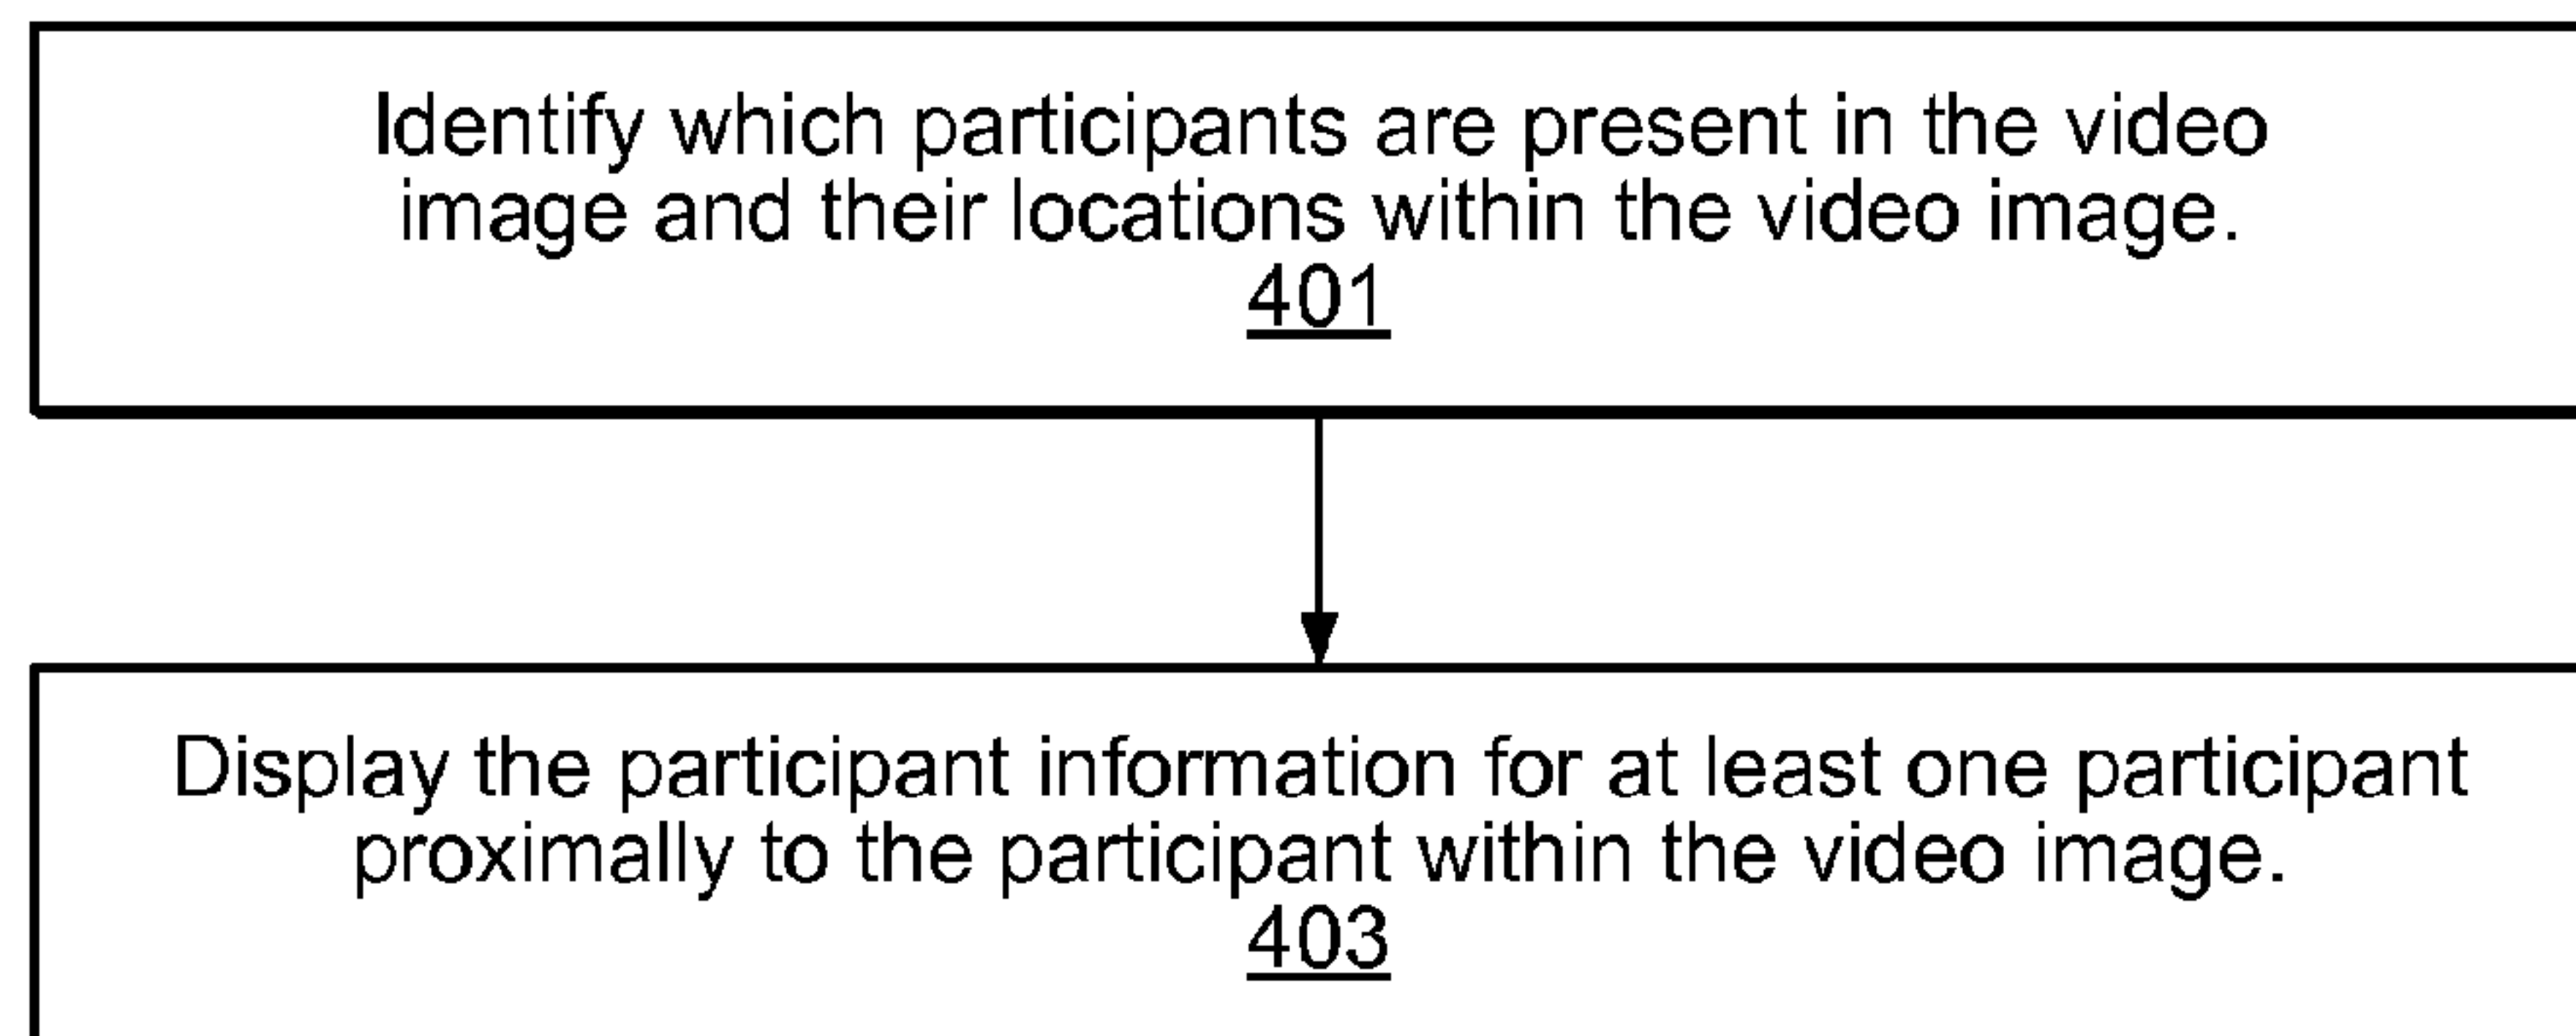 Identify which participants are present in the video
image and their locations within the video image.
401
Display the participant information for at least one participant
proximally to the participant within the video image.
403